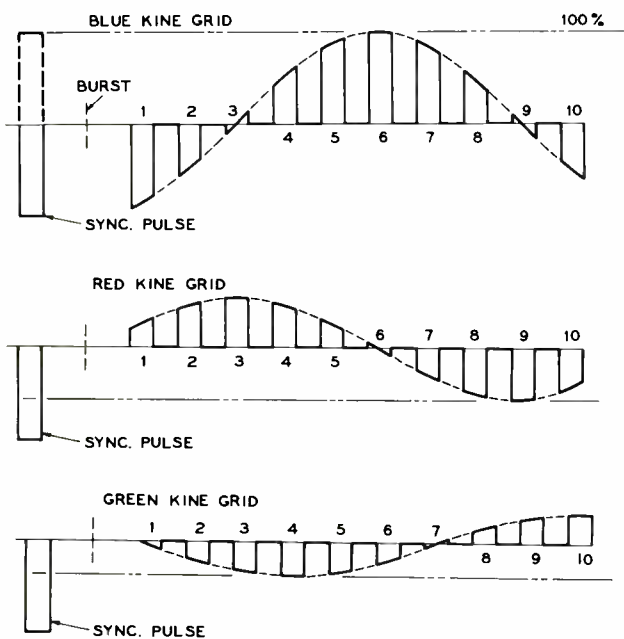 BLUE KINE GRID 100%
BURST
1 2 3 9 10
4 5 6 7 8
SYNC. PULSE
RED KINE GRID
6 7 8 9 10
1 2 3 4 5
SYNC. PULSE
GREEN KINE GRID
1 2 3 4 5 6 7
8 9 10
SYNC. PULSE